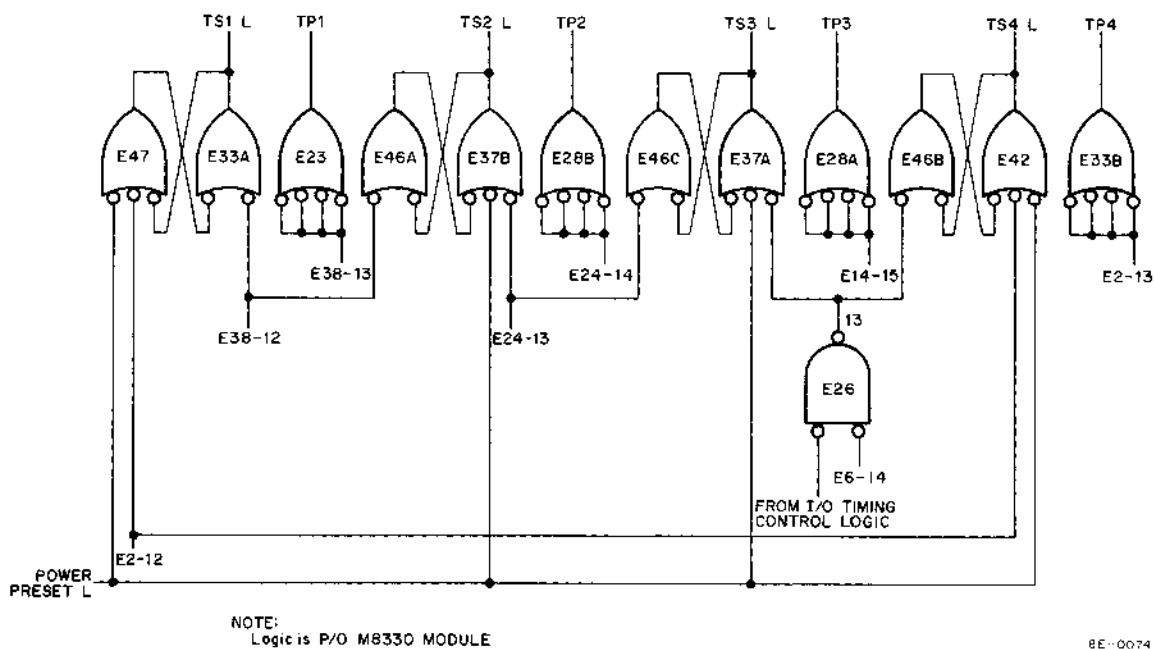 TS1 L TP1 TS2 L TP2 TS3 L TP3 TS4 L TP4
E47 E33A E23 E46A E37B E28B E46C E37A E28A E46B E42 E33B
E38-13 E24-14 E14-15 E2-13
E38-12 E24-13 13
E26
E6-14
FROM I/O TIMING
CONTROL LOGIC
E2-12
POWER
PRESET L
NOTE:
Logic is P/O M8330 MODULE
8E-0074